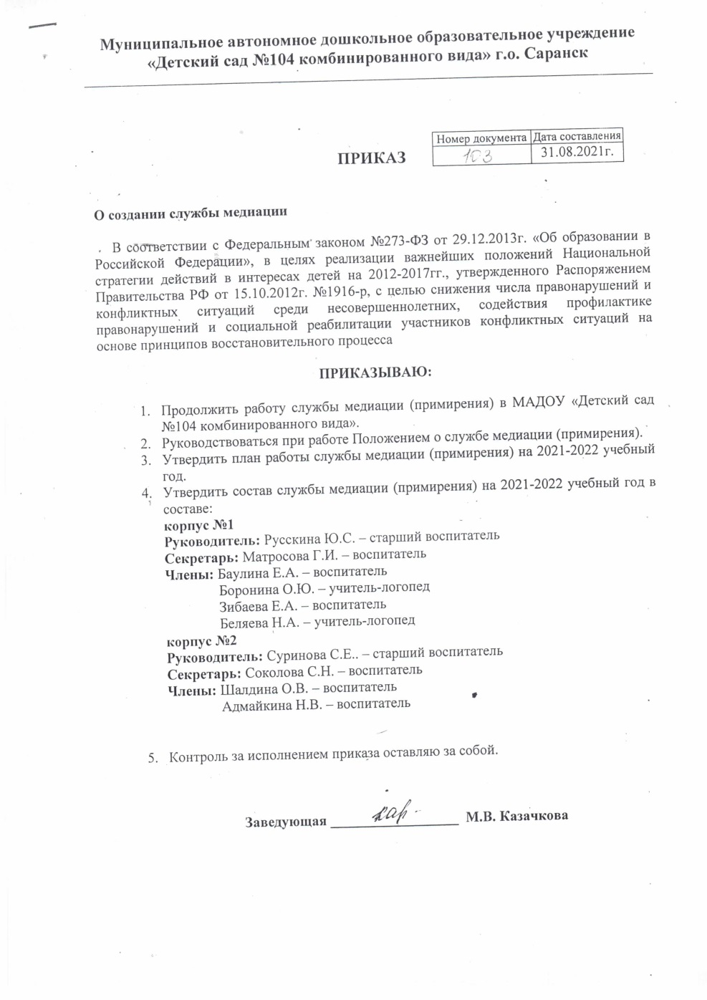 Муниципальное автономное дошкольное образовательное учреждение
«Детский сад №104 комбинированного вида» г.о. Саранск
Номер документа Дата составления
ПРИКАЗ 103 31.08.2021г.
О создании службы медиации
В соответствии с Федеральным законом №273-ФЗ от 29.12.2013г. «Об образовании в
Российской Федерации», в целях реализации важнейших положений Национальной
стратегии действий в интересах детей на 2012-2017гг., утвержденного Распоряжением
Правительства РФ от 15.10.2012г. №1916-р, с целью снижения числа правонарушений и
конфликтных ситуаций среди несовершеннолетних, содействия профилактике
правонарушений и социальной реабилитации участников конфликтных ситуаций на
основе принципов восстановительного процесса
ПРИКАЗЫВАЮ:
1. Продолжить работу службы медиации (примирения) в МАДОУ «Детский сад
№104 комбинированного вида».
2. Руководствоваться при работе Положением о службе медиации (примирения).
3. Утвердить план работы службы медиации (примирения) на 2021-2022 учебный
год.
4. Утвердить состав службы медиации (примирения) на 2021-2022 учебный год в
составе:
корпус №1
Руководитель: Русскина Ю.С. – старший воспитатель
Секретарь: Матросова Г.И. – воспитатель
Члены: Баулина Е.А. – воспитатель
Боронина О.Ю. – учитель-логопед
Зибаева Е.А. – воспитатель
Беляева Н.А. – учитель-логопед
корпус №2
Руководитель: Суринова С.Е.. – старший воспитатель
Секретарь: Соколова С.Н. – воспитатель
Члены: Шалдина О.В. – воспитатель
Адмайкина Н.В. – воспитатель
5. Контроль за исполнением приказа оставляю за собой.
Заведующая М.В. Казачкова